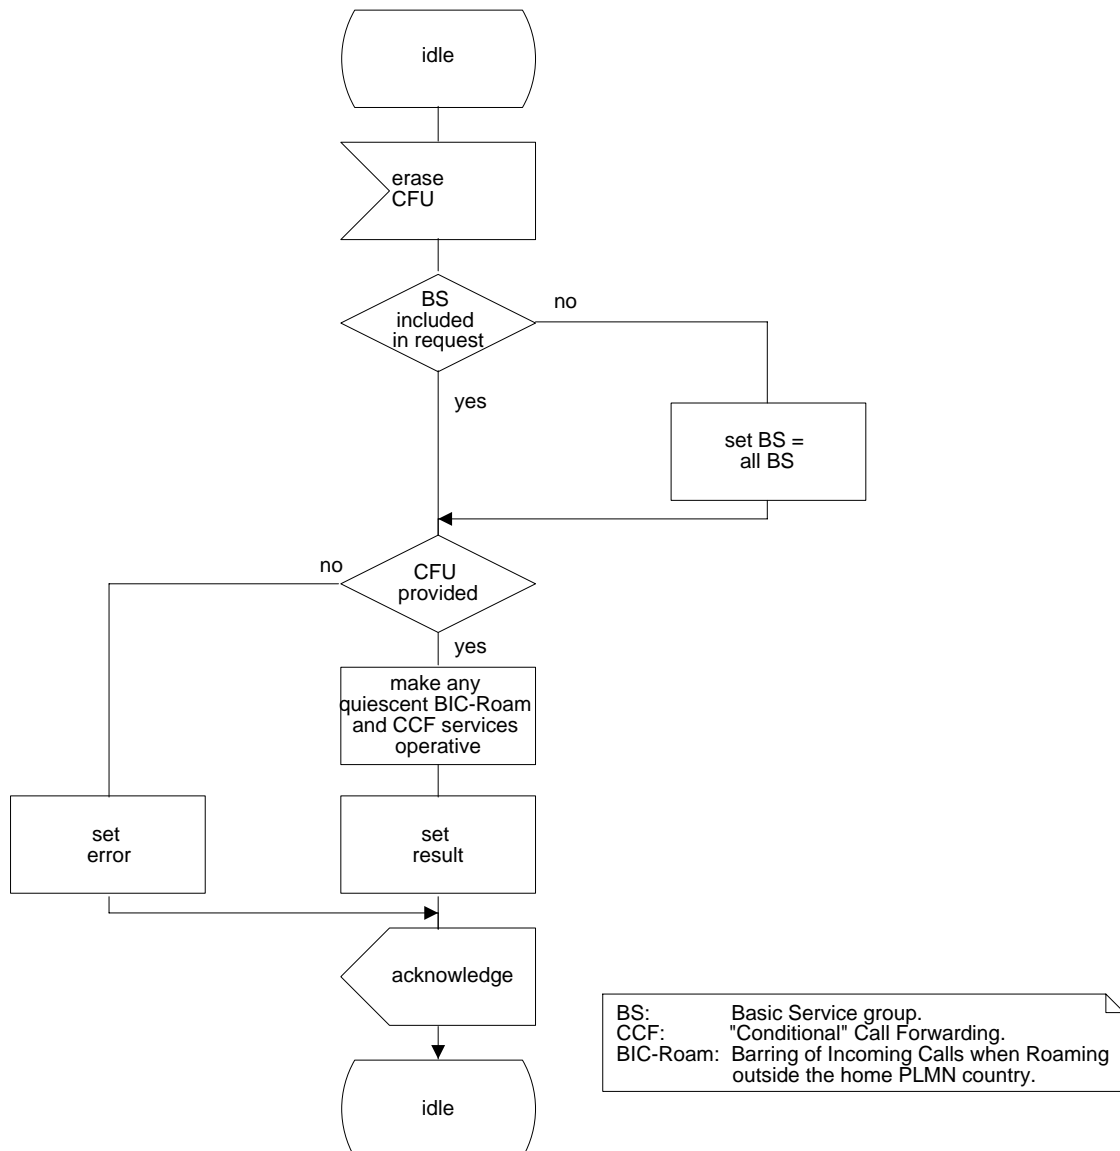 idle
erase
CFU
BS
included
in request
no
yes
set BS =
all BS
no
CFU
provided
yes
make any
quiescent BIC-Roam
and CCF services
operative
set
error
set
result
acknowledge
BS: Basic Service group.
CCF: "Conditional" Call Forwarding.
BIC-Roam: Barring of Incoming Calls when Roaming
outside the home PLMN country.
idle